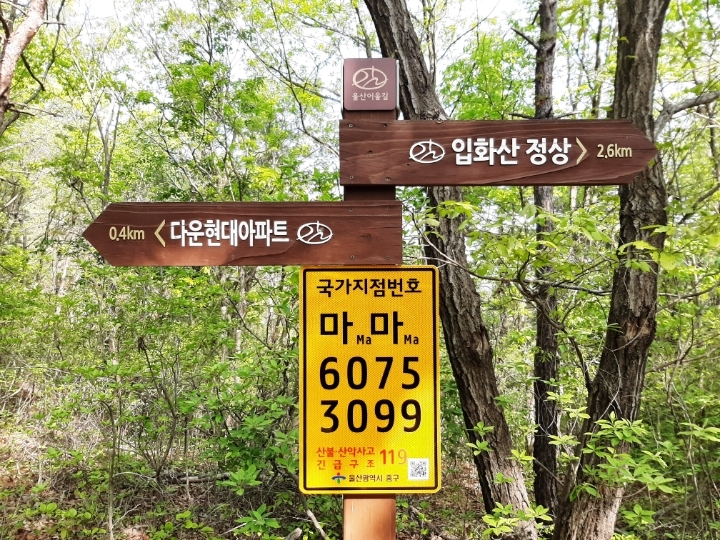 울산어울길
입화산 정상 > 2.6km
0.4km < 다운현대아파트
국가지점번호
마Ma 마Ma
6075
3099
산불·산악사고
긴급구조 119
울산광역시 중구